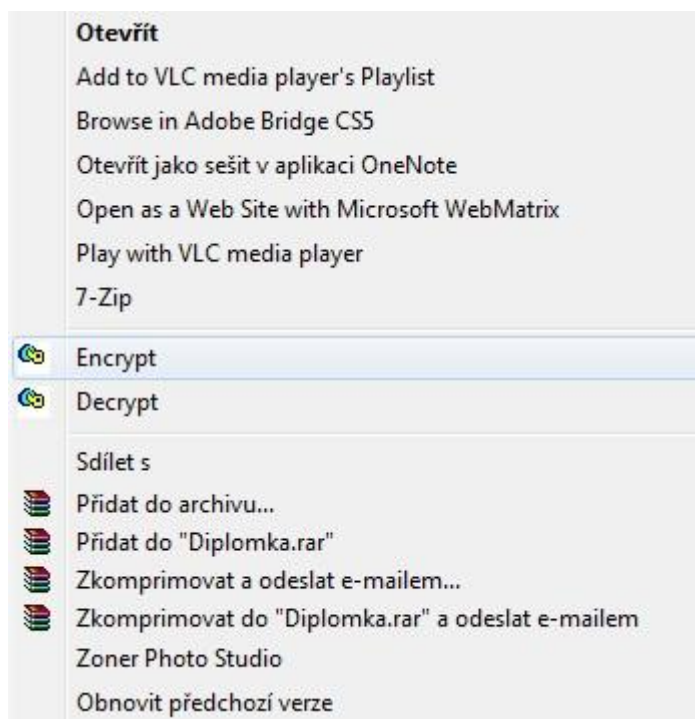 Otevřít
Add to VLC media player's Playlist
Browse in Adobe Bridge CS5
Otevřít jako sešit v aplikaci OneNote
Open as a Web Site with Microsoft WebMatrix
Play with VLC media player
7-Zip
Encrypt
Decrypt
Sdílet s
Přidat do archivu...
Přidat do "Diplomka.rar"
Zkomprimovat a odeslat e-mailem...
Zkomprimovat do "Diplomka.rar" a odeslat e-mailem
Zoner Photo Studio
Obnovit předchozí verze